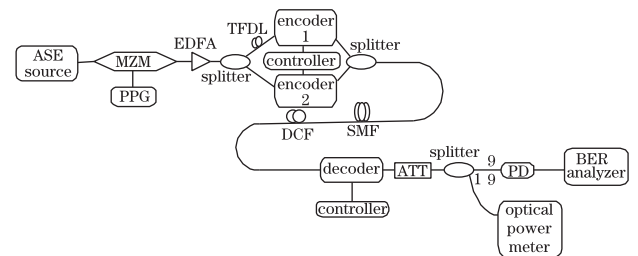 ASE
source
MZM
PPG
EDFA
splitter
TFDL
encoder
1
controller
encoder
2
splitter
DCF
SMF
decoder
controller
ATT
splitter
9
1 9
PD
BER
analyzer
optical
power
meter